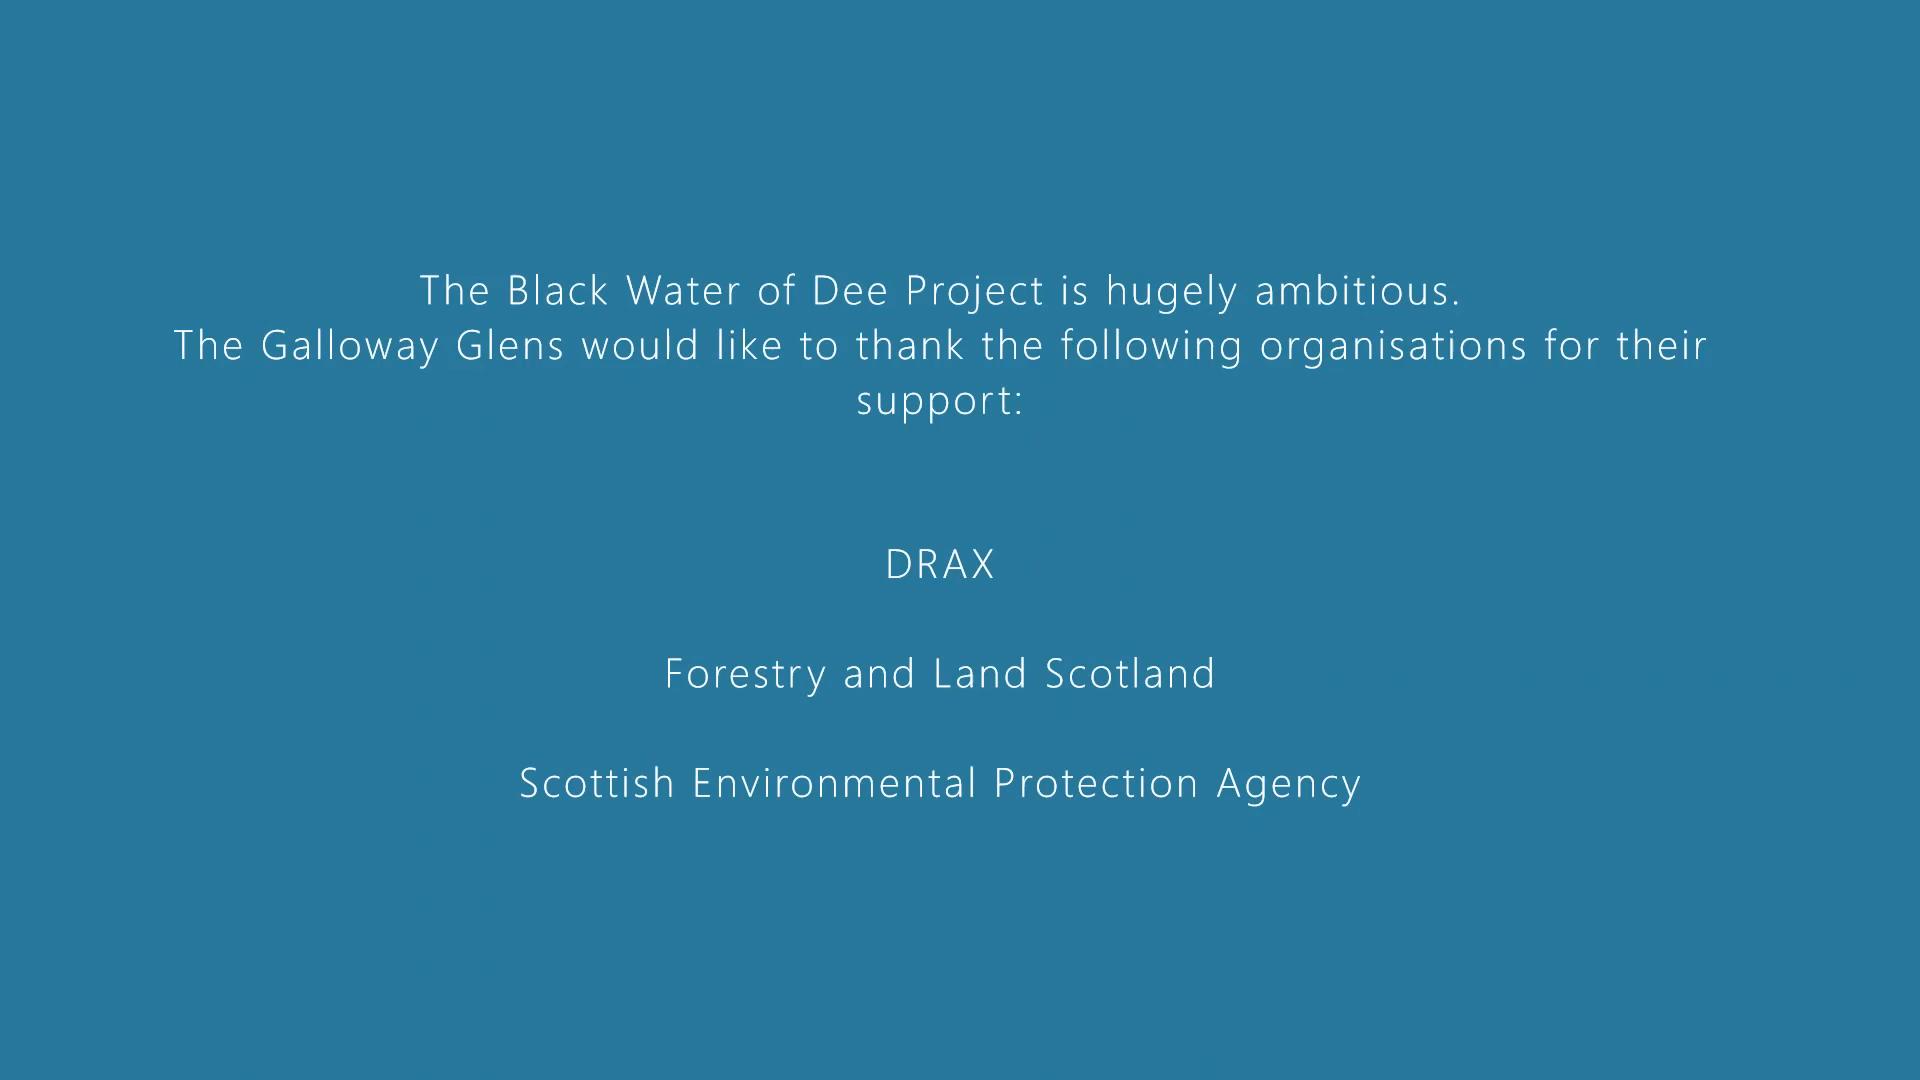 The Black Water of Dee Project is hugely ambitious.
The Galloway Glens would like to thank the following organisations for their
support:
DRAX
Forestry and Land Scotland
Scottish Environmental Protection Agency